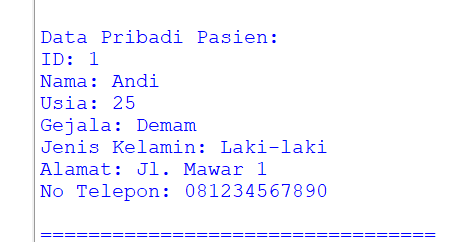 Data Pribadi Pasien:
ID: 1
Nama: Andi
Usia: 25
Gejala: Demam
Jenis Kelamin: Laki-laki
Alamat: Jl. Mawar 1
No Telepon: 081234567890
=================================